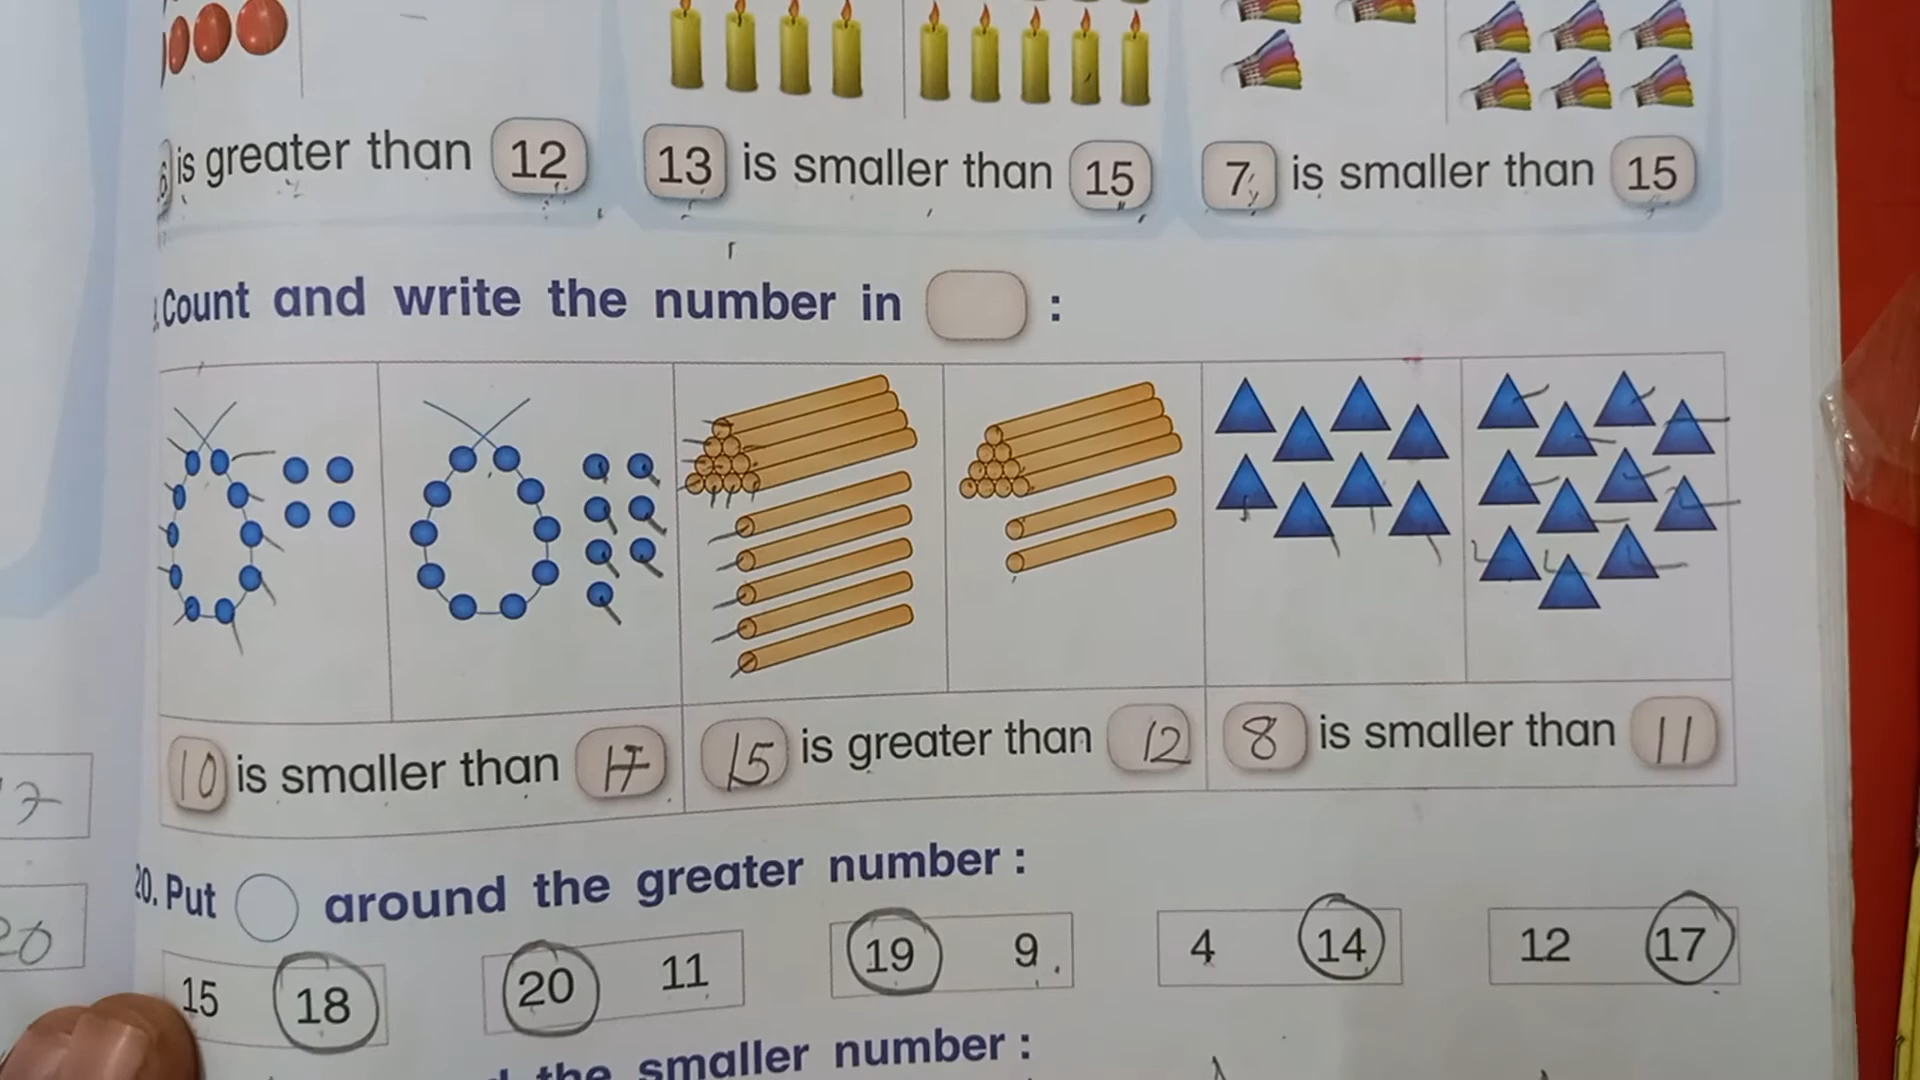 is greater than 12
13 is smaller than 15
7 is smaller than 15
Count and write the number in :
10 is smaller than 17
15 is greater than 12
8 is smaller than 11
20. Put around the greater number :
15 18
20 11
19 9
4 14
12 17
20
the smaller number :